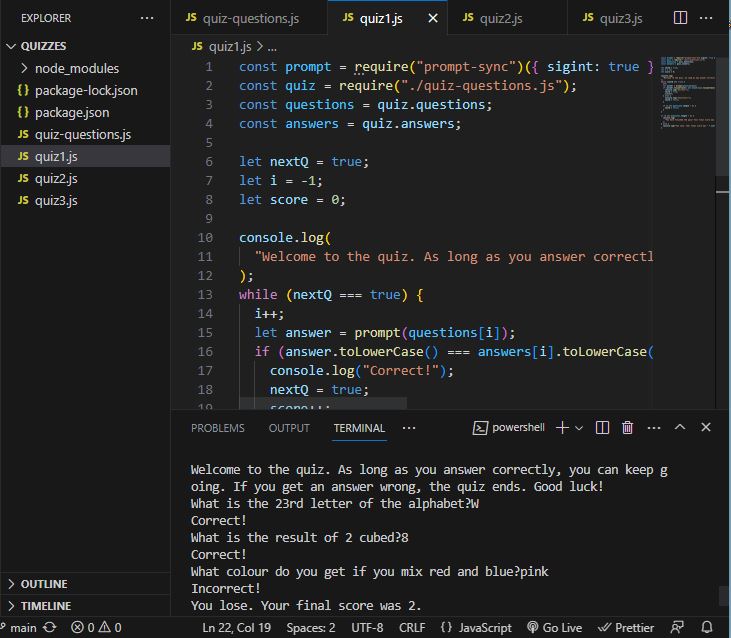 EXPLORER ...
QUIZZES
node_modules
{} package-lock.json
{} package.json
JS quiz-questions.js
JS quiz1.js
JS quiz2.js
JS quiz3.js
OUTLINE
TIMELINE
JS quiz-questions.js JS quiz1.js JS quiz2.js JS quiz3.js ...
JS quiz1.js > ...
1 const prompt = require("prompt-sync")({ sigint: true }
2 const quiz = require("./quiz-questions.js");
3 const questions = quiz.questions;
4 const answers = quiz.answers;
5
6 let nextQ = true;
7 let i = -1;
8 let score = 0;
9
10 console.log(
11 "Welcome to the quiz. As long as you answer correctl
12 );
13 while (nextQ === true) {
14 i++;
15 let answer = prompt(questions[i]);
16 if (answer.toLowerCase() === answers[i].toLowerCase(
17 console.log("Correct!");
18 nextQ = true;
19 score++;
PROBLEMS OUTPUT TERMINAL ... powershell ...
Welcome to the quiz. As long as you answer correctly, you can keep g
oing. If you get an answer wrong, the quiz ends. Good luck!
What is the 23rd letter of the alphabet?W
Correct!
What is the result of 2 cubed?8
Correct!
What colour do you get if you mix red and blue?pink
Incorrect!
You lose. Your final score was 2.
main 0 0 Ln 22, Col 19 Spaces: 2 UTF-8 CRLF {} JavaScript Go Live Prettier